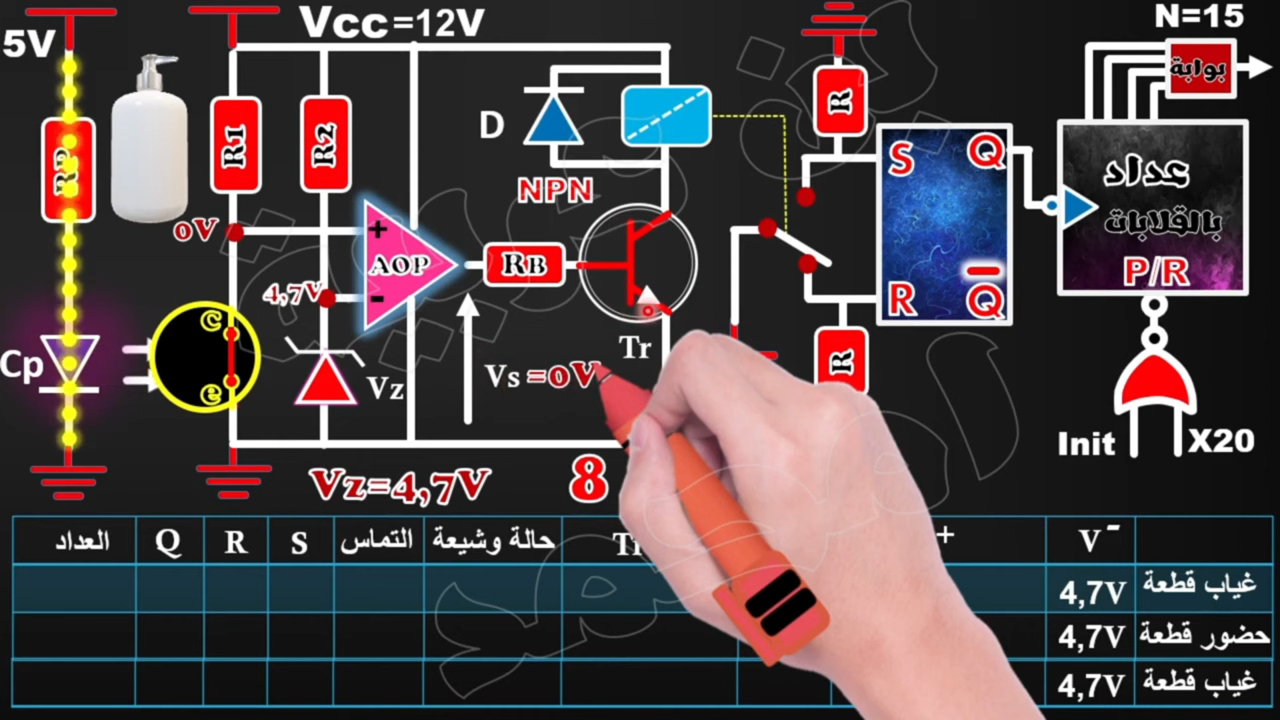 5V
Vcc=12V
N=15
بوابة
RP
R1
R2
D
NPN
R
S
Q
عداد
بالقلابات
P/R
0V
+
AOP
-
RB
4,7V
c
e
Cp
Vz
Vs =0V
Tr
R
Q
R
Init
X20
Vz=4,7V
8
العداد
Q
R
S
التماس
حالة وشيعة
+
V-
4,7V
غياب قطعة
4,7V
حضور قطعة
4,7V
غياب قطعة